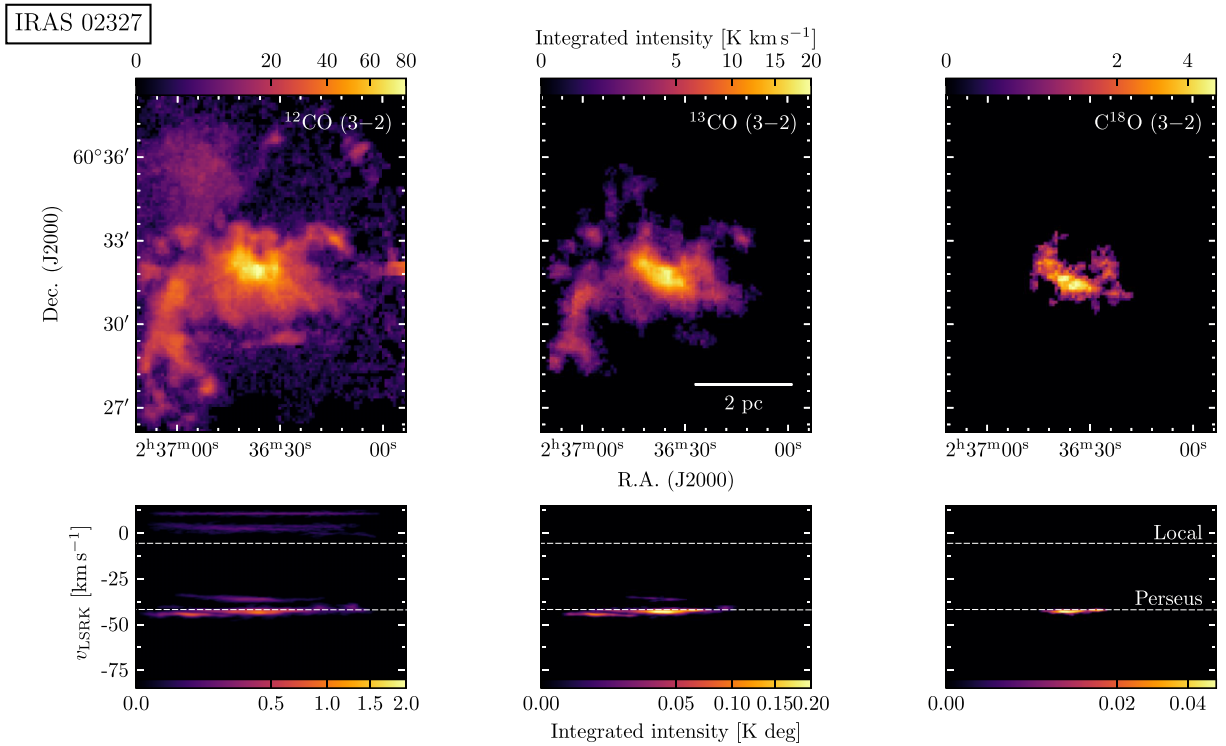 IRAS 02327
Integrated intensity [K km s⁻¹]
0 20 40 60 80
0 5 10 15 20
0 2 4
¹²CO (3−2)
¹³CO (3−2)
C¹⁸O (3−2)
60°36′
33′
30′
27′
Dec. (J2000)
2 pc
2ʰ37ᵐ00ˢ 36ᵐ30ˢ 00ˢ
2ʰ37ᵐ00ˢ 36ᵐ30ˢ 00ˢ
2ʰ37ᵐ00ˢ 36ᵐ30ˢ 00ˢ
R.A. (J2000)
0
-25
-50
-75
v_LSRK [km s⁻¹]
Local
Perseus
0.0 0.5 1.0 1.5 2.0
0.00 0.05 0.10 0.15 0.20
0.00 0.02 0.04
Integrated intensity [K deg]